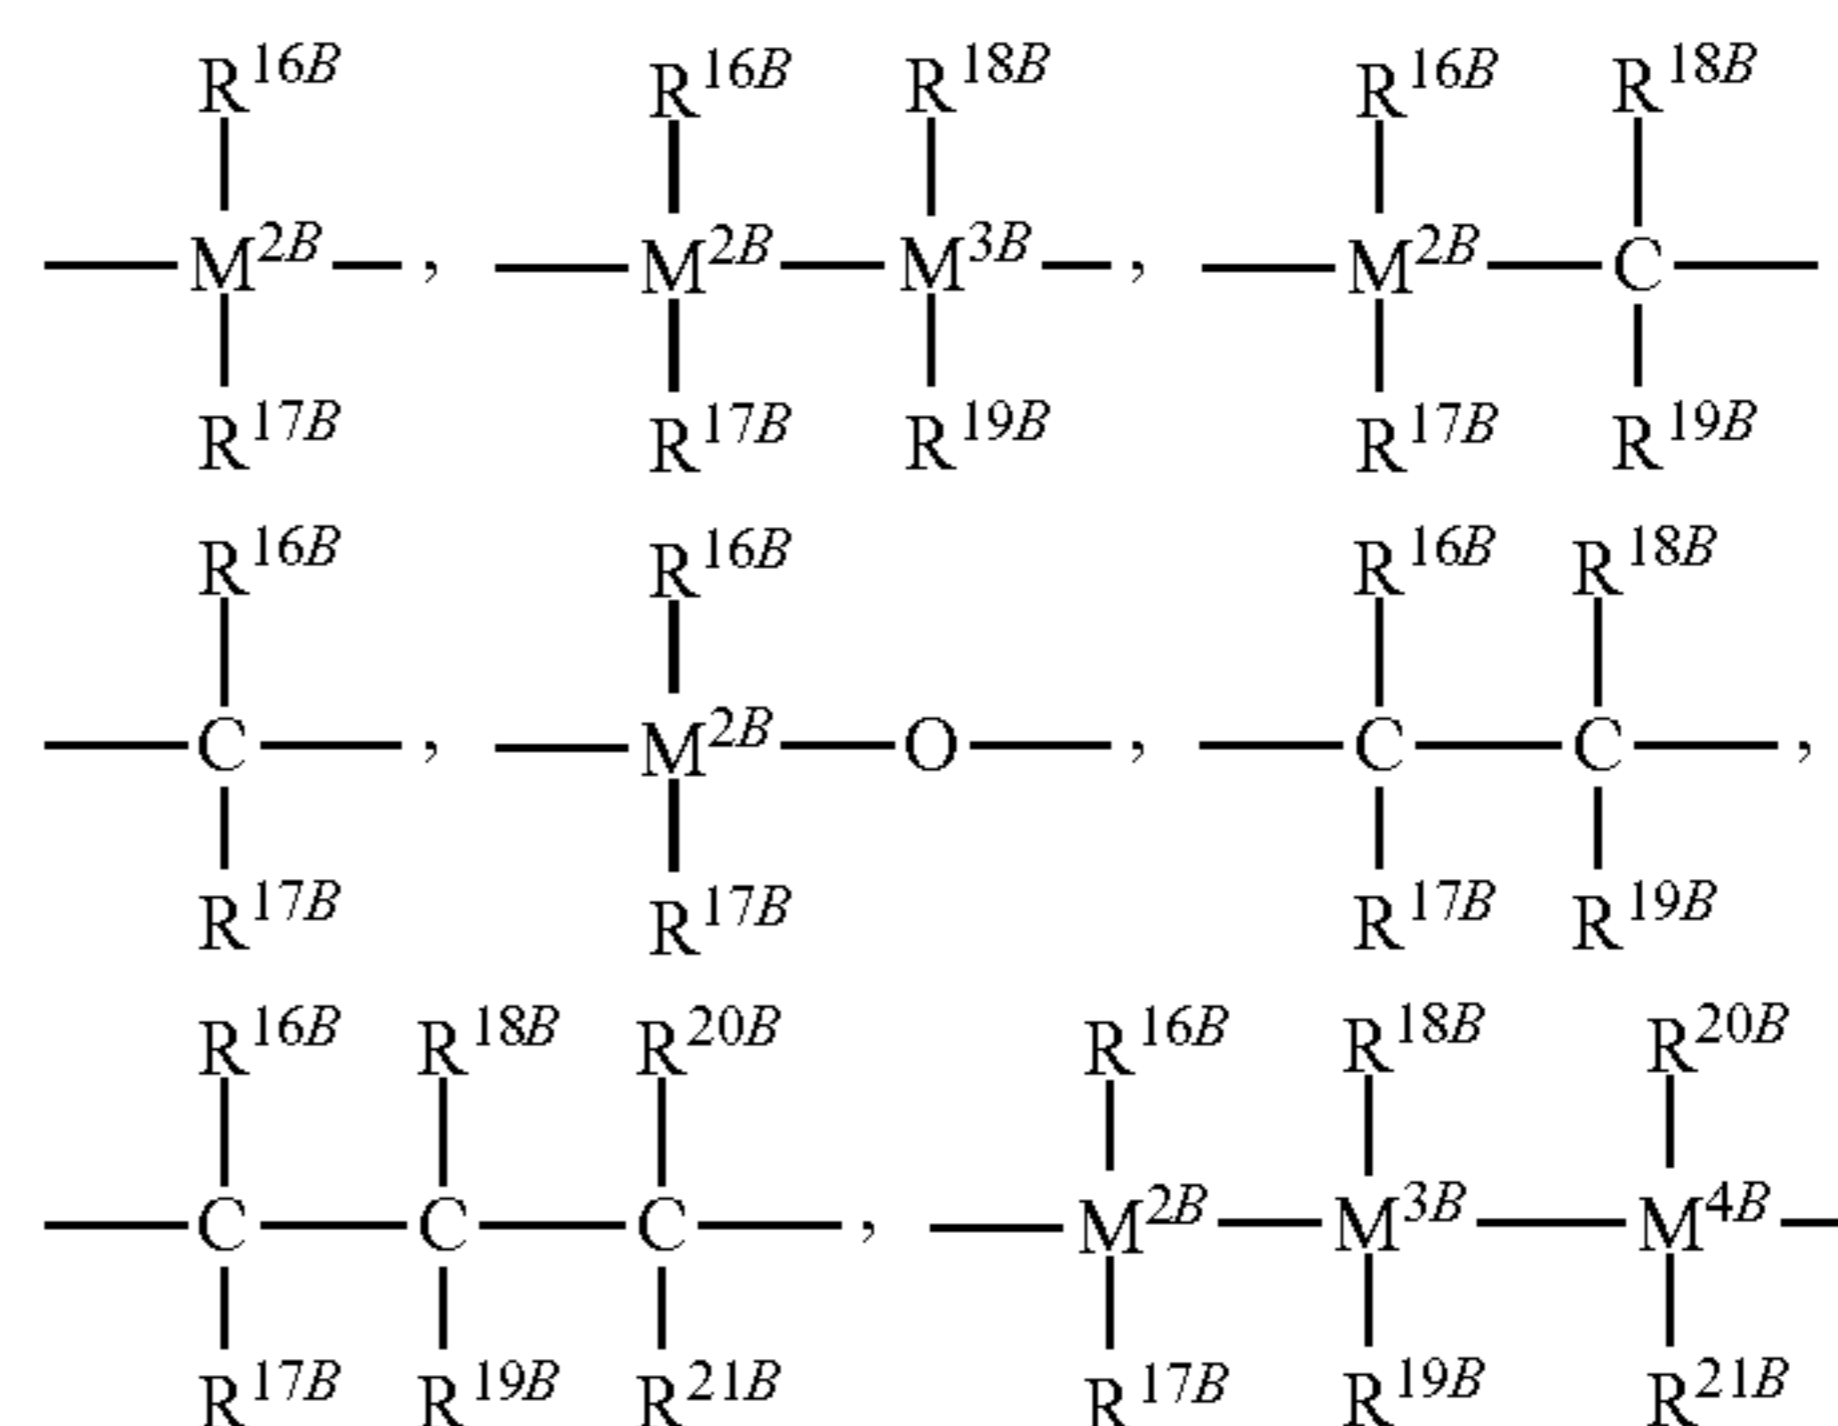 R16B R16B R18B R16B R18B
M2B , M2B M3B , M2B C
R17B R17B R19B R17B R19B
R16B R16B R16B R18B
C , M2B O , C C ,
R17B R17B R17B R19B
R16B R18B R20B R16B R18B R20B
C C C , M2B M3B M4B
R17B R19B R21B R17B R19B R21B